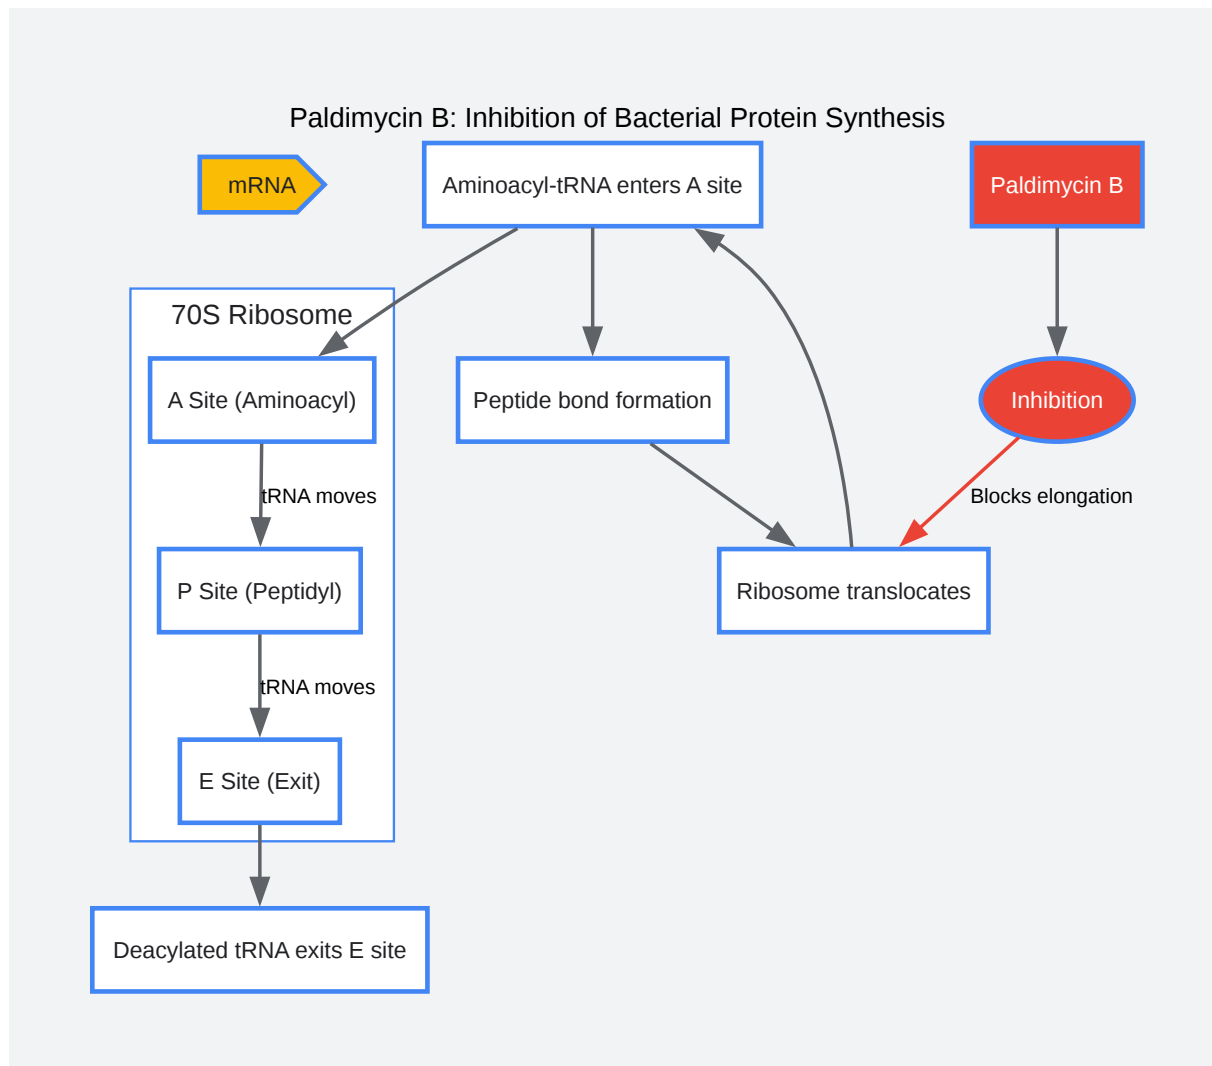 Paldimycin B: Inhibition of Bacterial Protein Synthesis
mRNA
Aminoacyl-tRNA enters A site
Paldimycin B
70S Ribosome
A Site (Aminoacyl)
Peptide bond formation
Inhibition
tRNA moves
Blocks elongation
P Site (Peptidyl)
Ribosome translocates
tRNA moves
E Site (Exit)
Deacylated tRNA exits E site